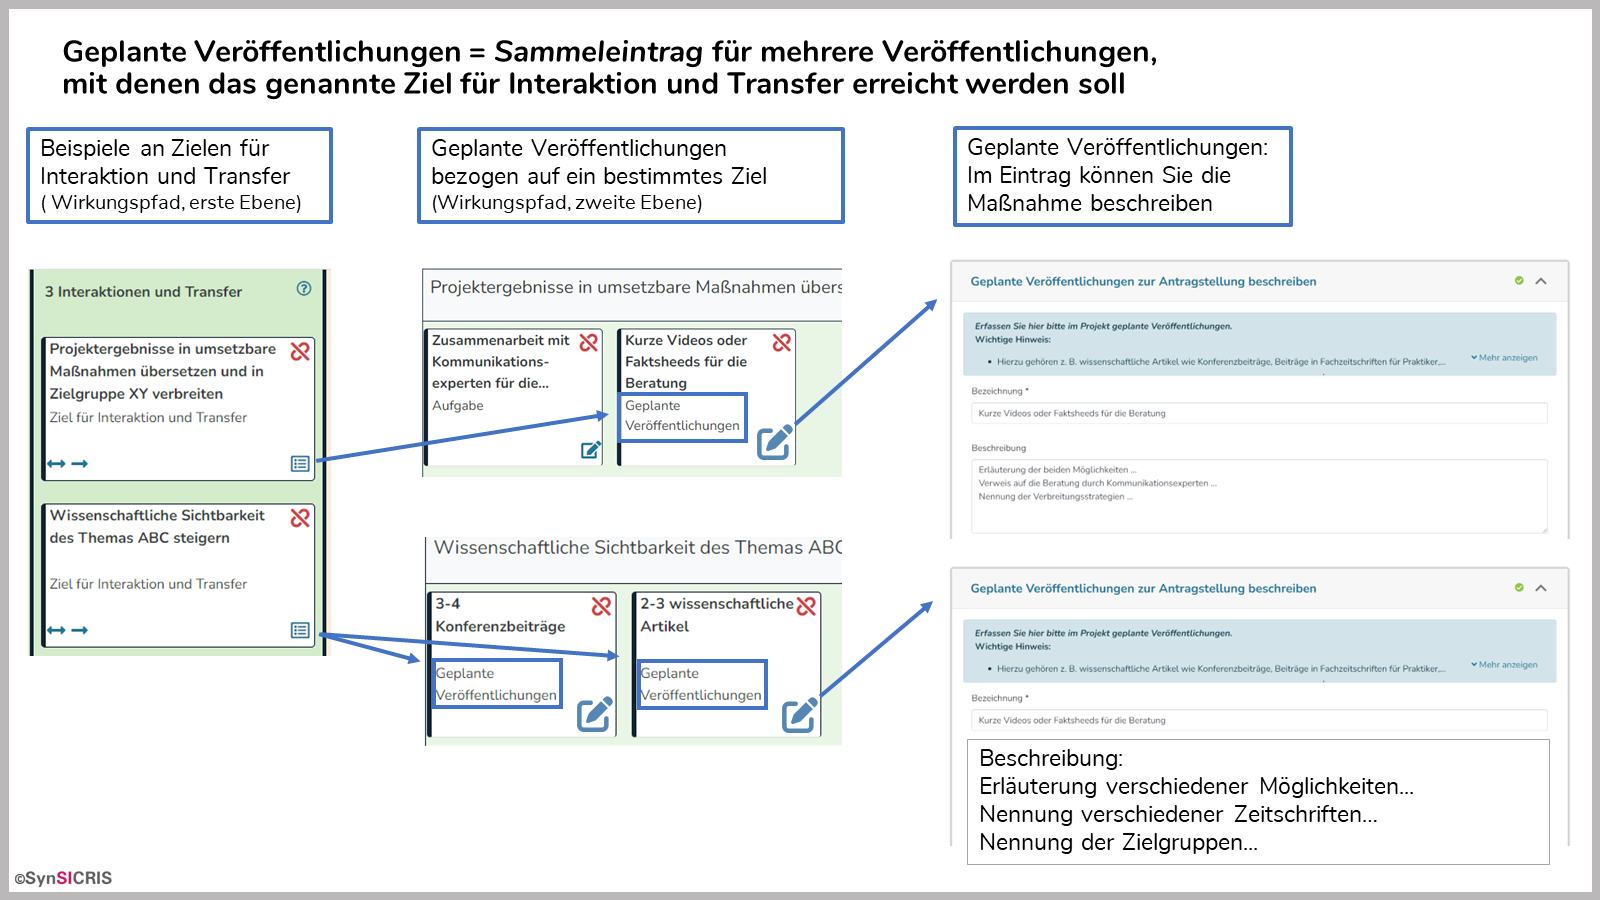 Geplante Veröffentlichungen = Sammeleintrag für mehrere Veröffentlichungen,
mit denen das genannte Ziel für Interaktion und Transfer erreicht werden soll
Beispiele an Zielen für
Interaktion und Transfer
( Wirkungspfad, erste Ebene)
Geplante Veröffentlichungen
bezogen auf ein bestimmtes Ziel
(Wirkungspfad, zweite Ebene)
Geplante Veröffentlichungen:
Im Eintrag können Sie die
Maßnahme beschreiben
3 Interaktionen und Transfer
Projektergebnisse in umsetzbare
Maßnahmen übersetzen und in
Zielgruppe XY verbreiten
Ziel für Interaktion und Transfer
Wissenschaftliche Sichtbarkeit
des Themas ABC steigern
Ziel für Interaktion und Transfer
Projektergebnisse in umsetzbare Maßnahmen übers
Zusammenarbeit mit
Kommunikations-
experten für die...
Aufgabe
Kurze Videos oder
Faktsheeds für die
Beratung
Geplante
Veröffentlichungen
Wissenschaftliche Sichtbarkeit des Themas ABC
3-4
Konferenzbeiträge
Geplante
Veröffentlichungen
2-3 wissenschaftliche
Artikel
Geplante
Veröffentlichungen
Geplante Veröffentlichungen zur Antragstellung beschreiben
Erfassen Sie hier bitte im Projekt geplante Veröffentlichungen.
Wichtige Hinweis:
• Hierzu gehören z. B. wissenschaftliche Artikel wie Konferenzbeiträge, Beiträge in Fachzeitschriften für Praktiker,...
Mehr anzeigen
Bezeichnung *
Kurze Videos oder Faktsheeds für die Beratung
Beschreibung
Erläuterung der beiden Möglichkeiten ...
Verweis auf die Beratung durch Kommunikationsexperten ...
Nennung der Verbreitungsstrategien ...
Geplante Veröffentlichungen zur Antragstellung beschreiben
Erfassen Sie hier bitte im Projekt geplante Veröffentlichungen.
Wichtige Hinweis:
• Hierzu gehören z. B. wissenschaftliche Artikel wie Konferenzbeiträge, Beiträge in Fachzeitschriften für Praktiker,...
Mehr anzeigen
Bezeichnung *
Kurze Videos oder Faktsheeds für die Beratung
Beschreibung:
Erläuterung verschiedener Möglichkeiten...
Nennung verschiedener Zeitschriften...
Nennung der Zielgruppen...
©SynSICRIS